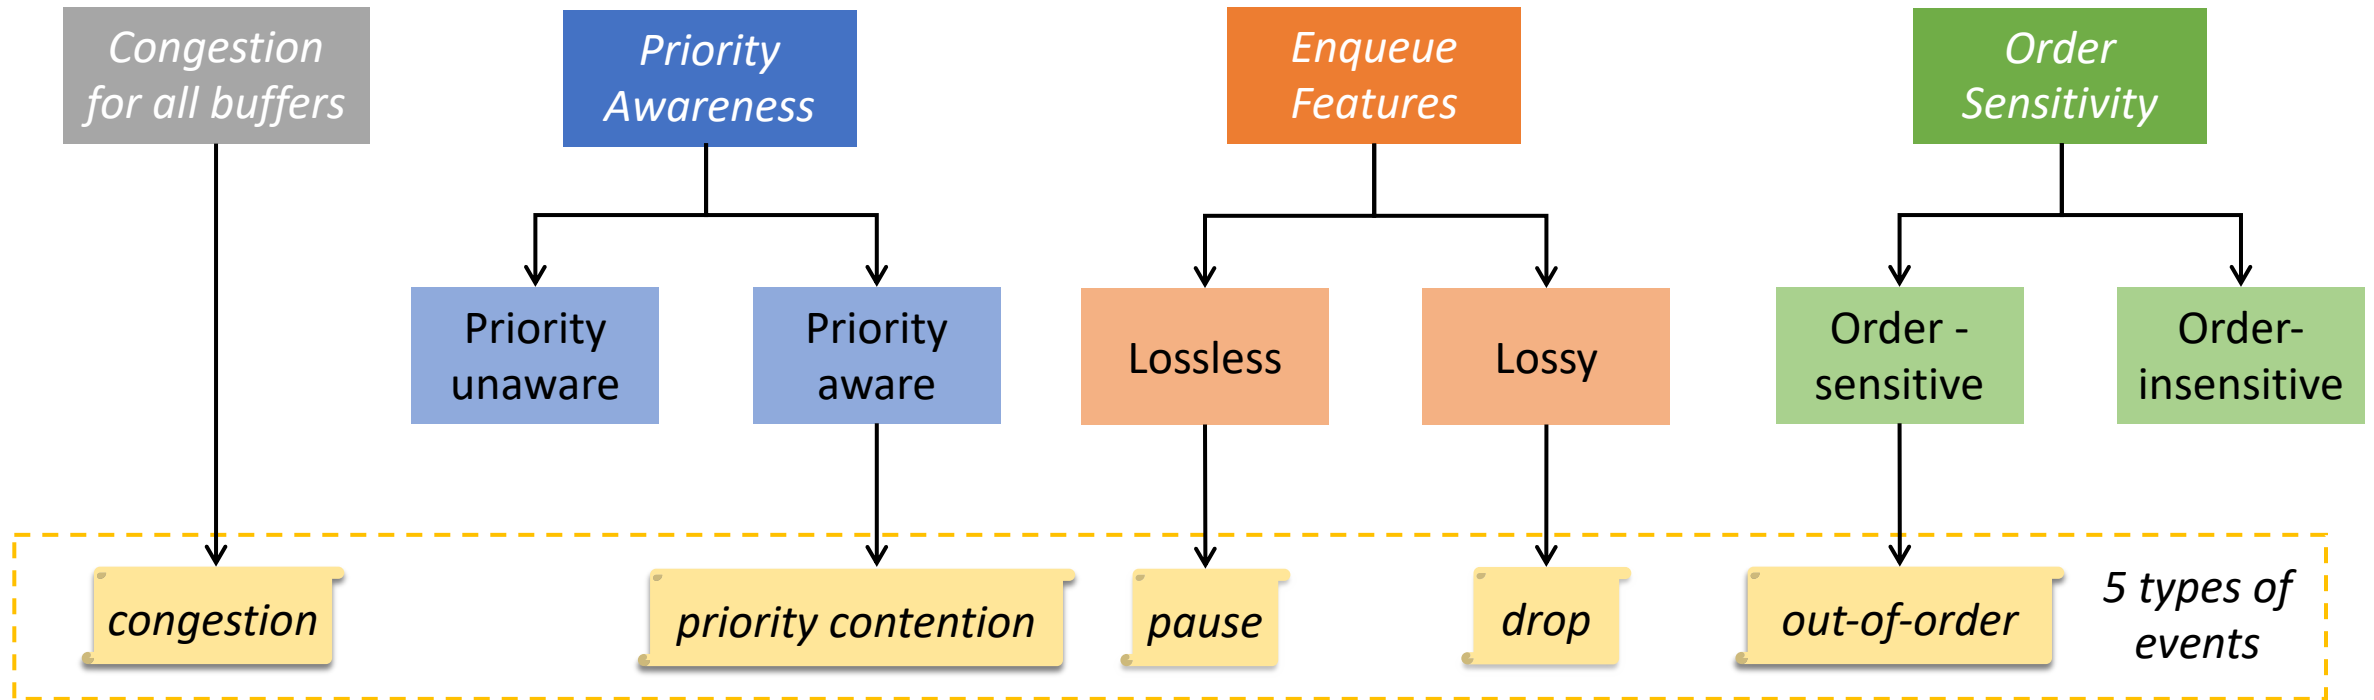 Congestion
for all buffers
Priority
Awareness
Enqueue
Features
Order
Sensitivity
Priority
unaware
Priority
aware
Lossless
Lossy
Order -
sensitive
Order-
insensitive
congestion
priority contention
pause
drop
out-of-order
5 types of
events